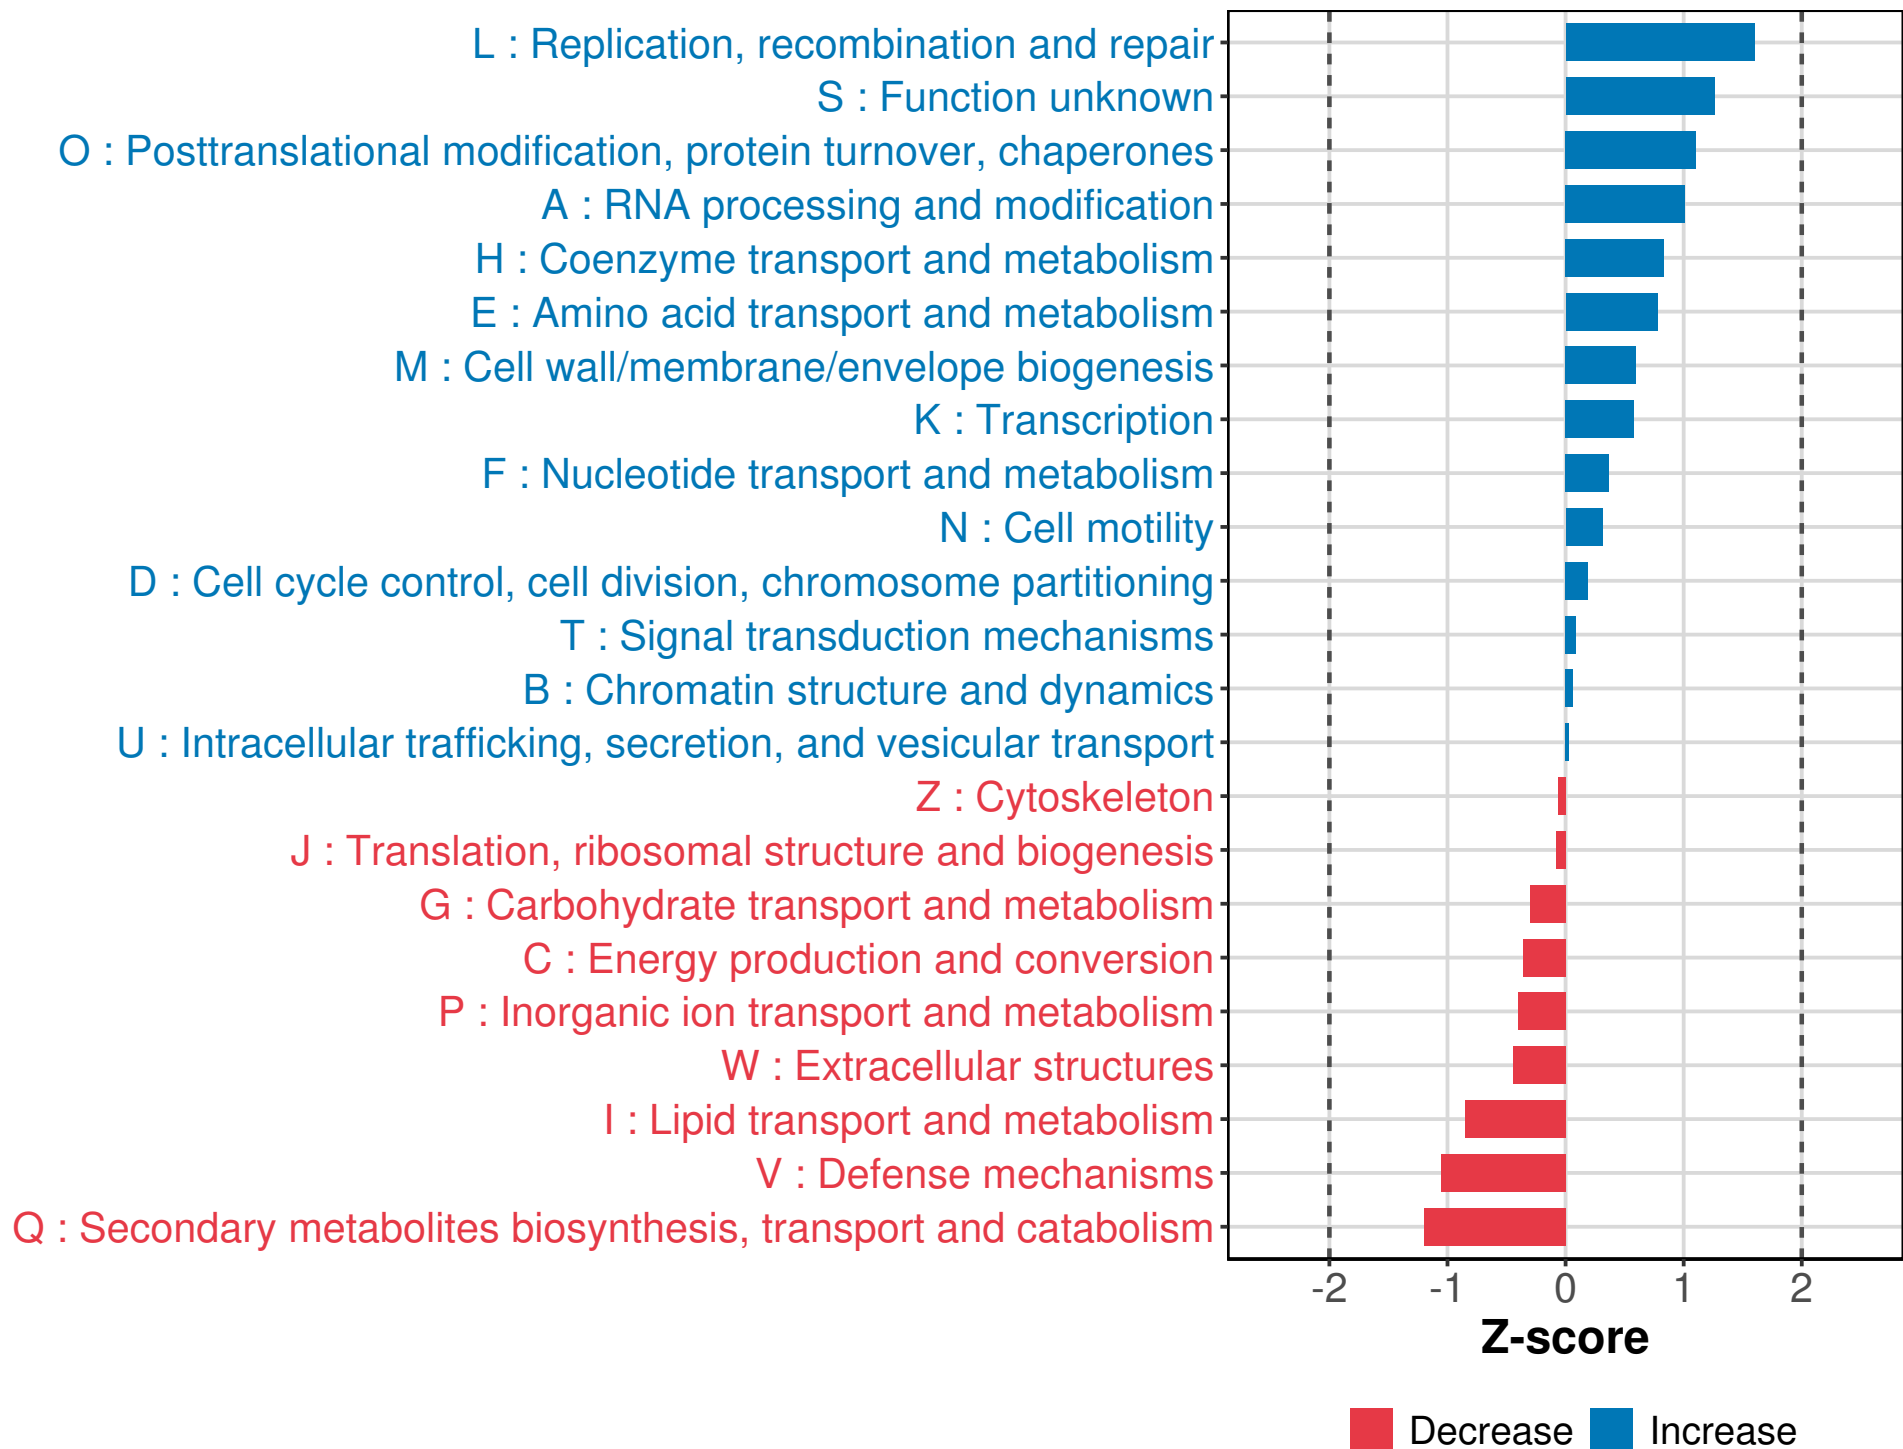 L : Replication, recombination and repair
S : Function unknown
O : Posttranslational modification, protein turnover, chaperones
A : RNA processing and modification
H : Coenzyme transport and metabolism
E : Amino acid transport and metabolism
M : Cell wall/membrane/envelope biogenesis
K : Transcription
F : Nucleotide transport and metabolism
N : Cell motility
D : Cell cycle control, cell division, chromosome partitioning
T : Signal transduction mechanisms
B : Chromatin structure and dynamics
U : Intracellular trafficking, secretion, and vesicular transport
Z : Cytoskeleton
J : Translation, ribosomal structure and biogenesis
G : Carbohydrate transport and metabolism
C : Energy production and conversion
P : Inorganic ion transport and metabolism
W : Extracellular structures
I : Lipid transport and metabolism
V : Defense mechanisms
Q : Secondary metabolites biosynthesis, transport and catabolism
-2 -1 0 1 2
Z-score
Decrease Increase